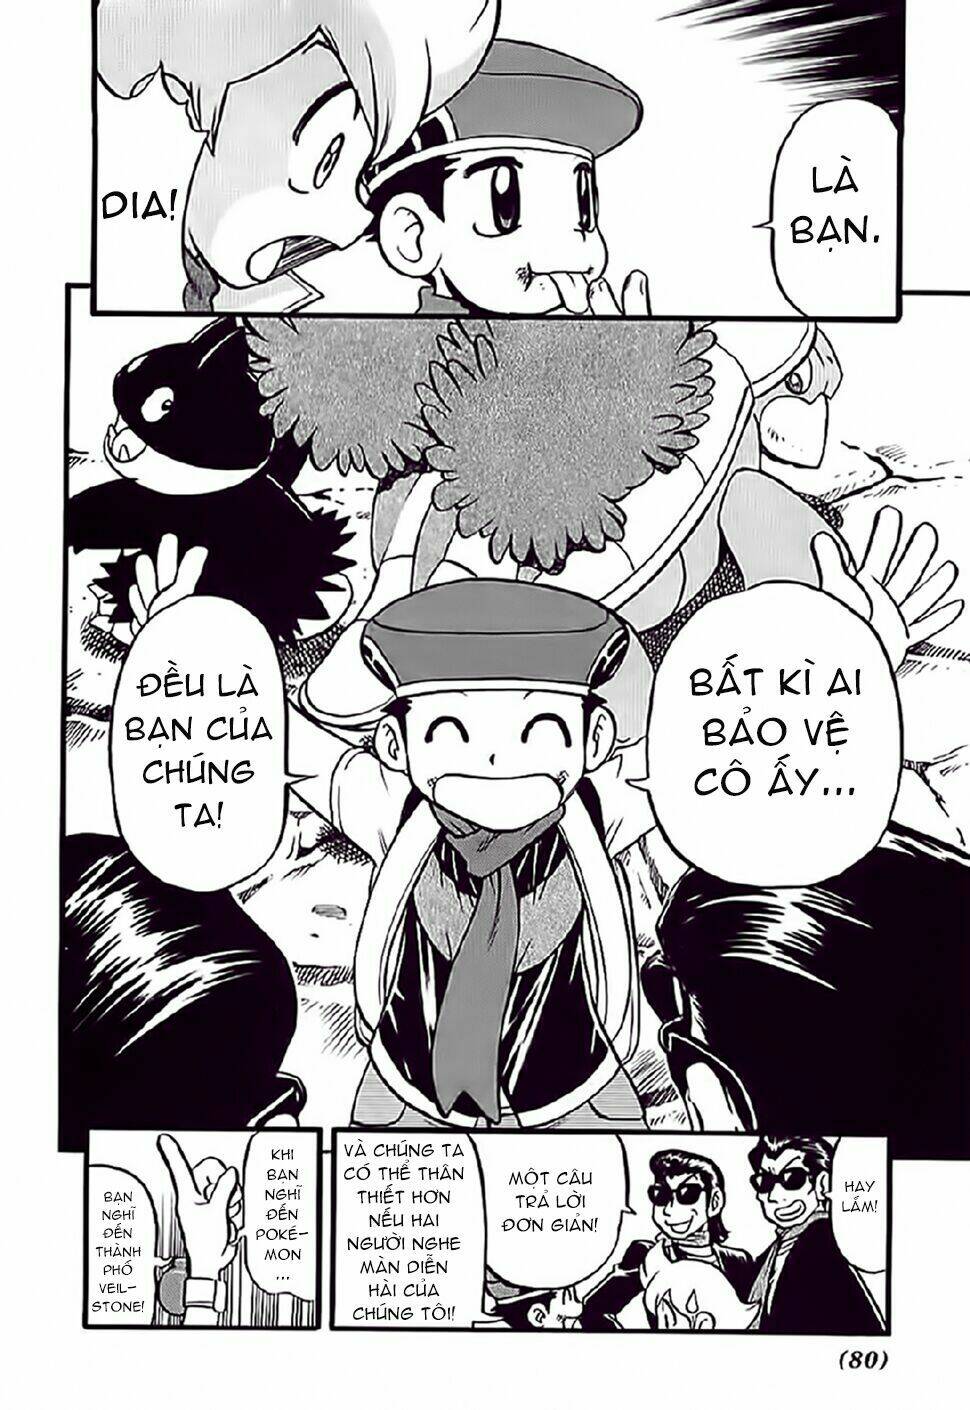 LÀ
BẠN.
DIA!
BẤT KÌ AI
BẢO VỆ
CÔ ẤY...
ĐỀU LÀ
BẠN CỦA
CHÚNG
TA!
HAY
LẮM!
MỘT CÂU
TRẢ LỜI
ĐƠN GIẢN!
VÀ CHÚNG TA
CÓ THỂ THÂN
THIẾT HƠN
NẾU HAI
NGƯỜI NGHE
MÀN DIỄN
HÀI CỦA
CHÚNG TÔI!
KHI
BẠN
NGHĨ
ĐẾN
POKÉ-
MON
...
BẠN
NGHĨ
ĐẾN
THÀNH
PHỐ
VEIL-
STONE!
(80)